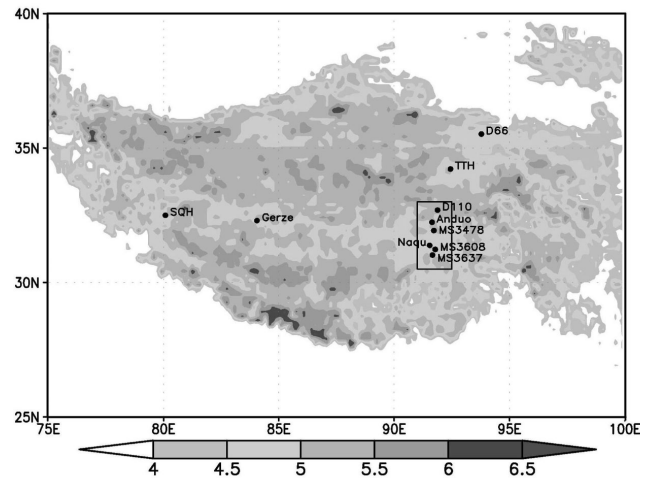 40N
D66
35N
TTH
SQH
Gerze
D110
Anduo
MS3478
Naqu
MS3608
MS3637
30N
25N
75E 80E 85E 90E 95E 100E
4 4.5 5 5.5 6 6.5